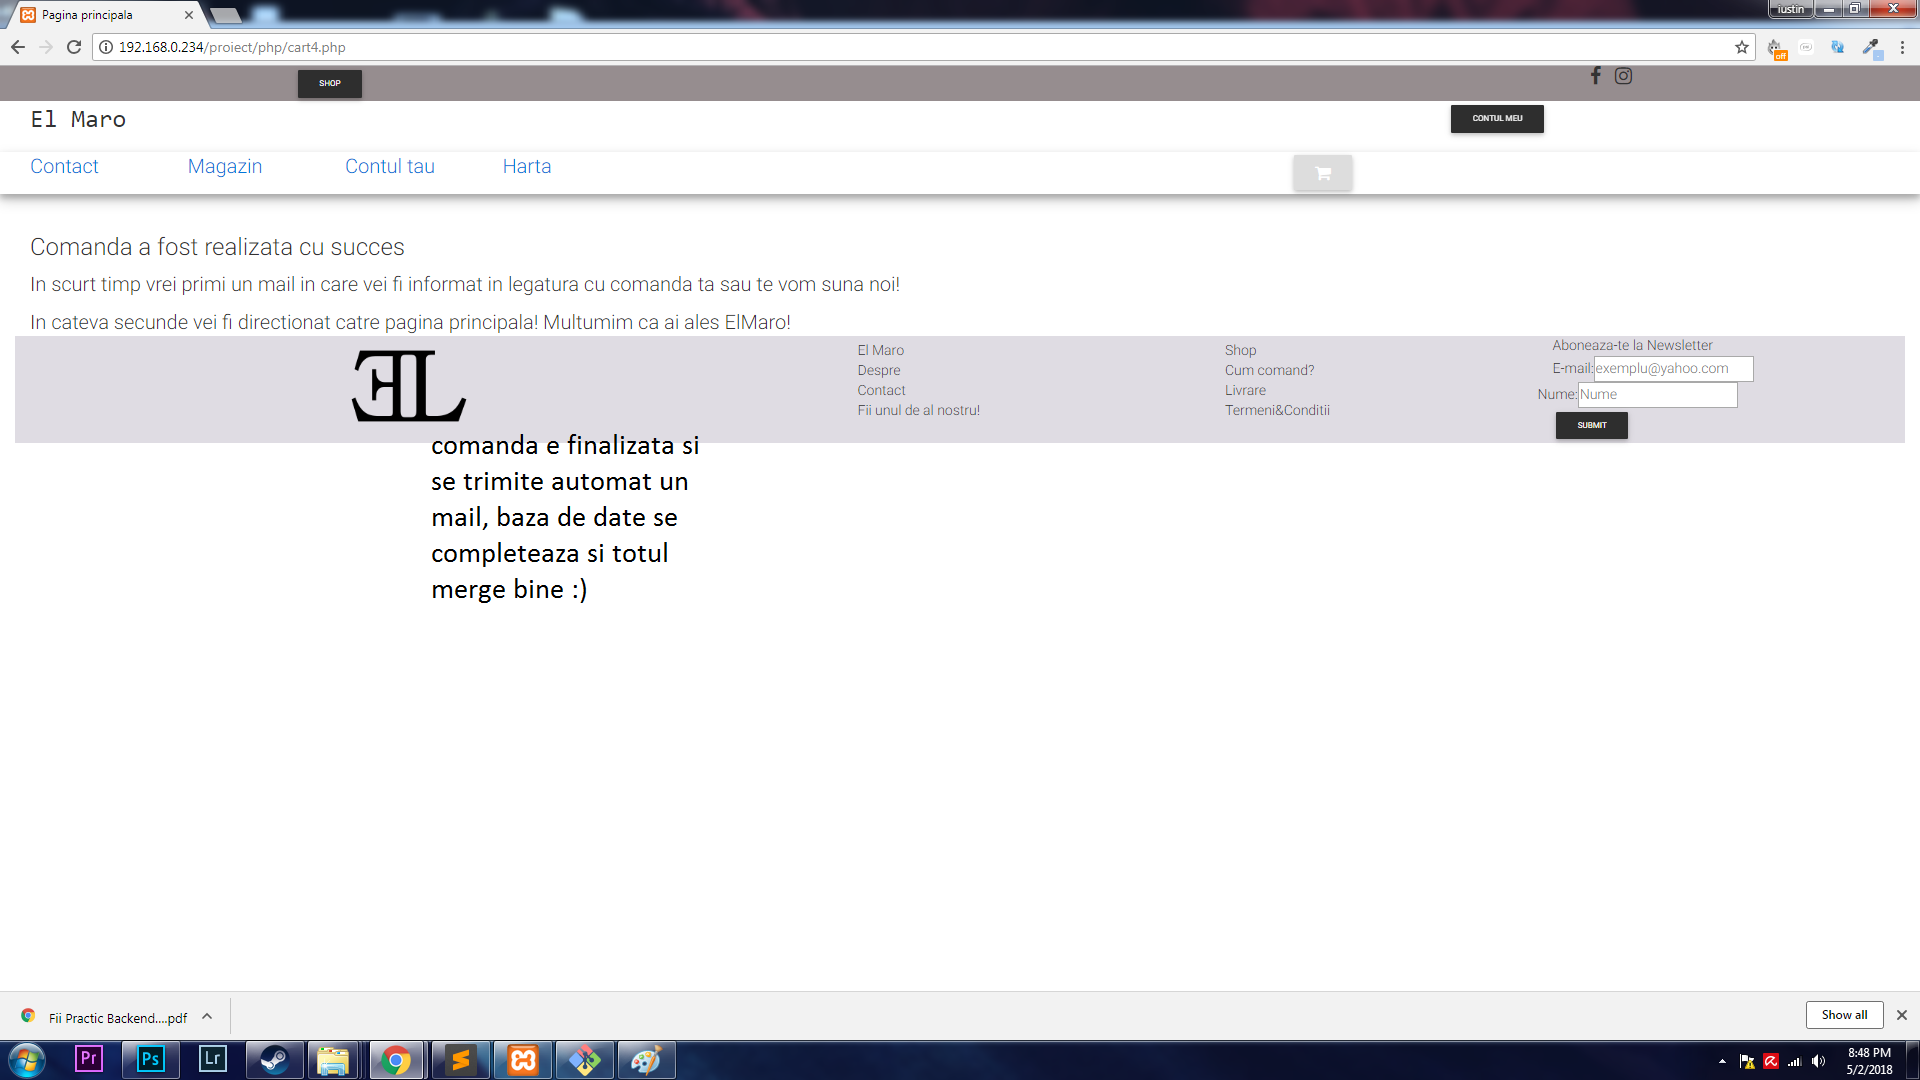 Pagina principala
iustin
192.168.0.234/proiect/php/cart4.php
off
SHOP
El Maro
CONTUL MEU
Contact Magazin Contul tau Harta
Comanda a fost realizata cu succes
In scurt timp vrei primi un mail in care vei fi informat in legatura cu comanda ta sau te vom suna noi!
In cateva secunde vei fi directionat catre pagina principala! Multumim ca ai ales ElMaro!
EL
El Maro
Despre
Contact
Fii unul de al nostru!
Shop
Cum comand?
Livrare
Termeni&Conditii
Aboneaza-te la Newsletter
E-mail: exemplu@yahoo.com
Nume: Nume
SUBMIT
comanda e finalizata si
se trimite automat un
mail, baza de date se
completeaza si totul
merge bine :)
Fii Practic Backend....pdf
Show all
Pr Ps Lr
8:48 PM
5/2/2018